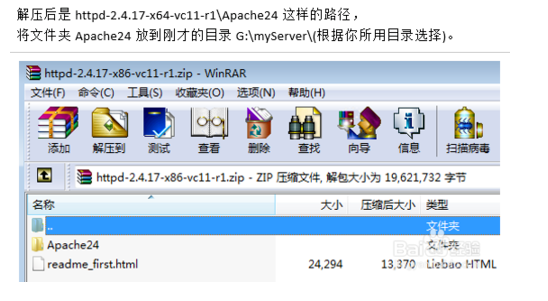 解压后是 httpd-2.4.17-x64-vc11-r1\Apache24 这样的路径，
将文件夹 Apache24 放到刚才的目录 G:\myServer\(根据你所用目录选择)。
httpd-2.4.17-x86-vc11-r1.zip - WinRAR
文件(F) 命令(C) 工具(S) 收藏夹(O) 选项(N) 帮助(H)
添加 解压到 测试 查看 删除 查找 向导 信息 扫描病毒
httpd-2.4.17-x86-vc11-r1.zip - ZIP 压缩文件, 解包大小为 19,621,732 字节
名称 大小 压缩后大小 类型
.. 文件夹
Apache24 文件夹
readme_first.html 24,294 13,370 Liebao HTML